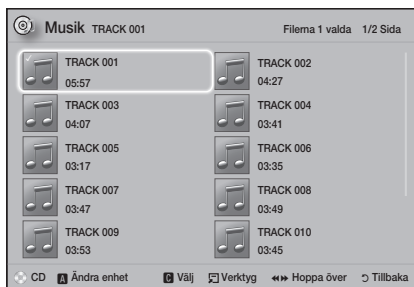 Musik TRACK 001 Filerna 1 valda 1/2 Sida
TRACK 001 TRACK 002
05:57 04:27
TRACK 003 TRACK 004
04:07 03:41
TRACK 005 TRACK 006
03:17 03:35
TRACK 007 TRACK 008
03:47 03:49
TRACK 009 TRACK 010
03:53 03:45
CD A Ändra enhet C Välj Verktyg Hoppa över Tillbaka